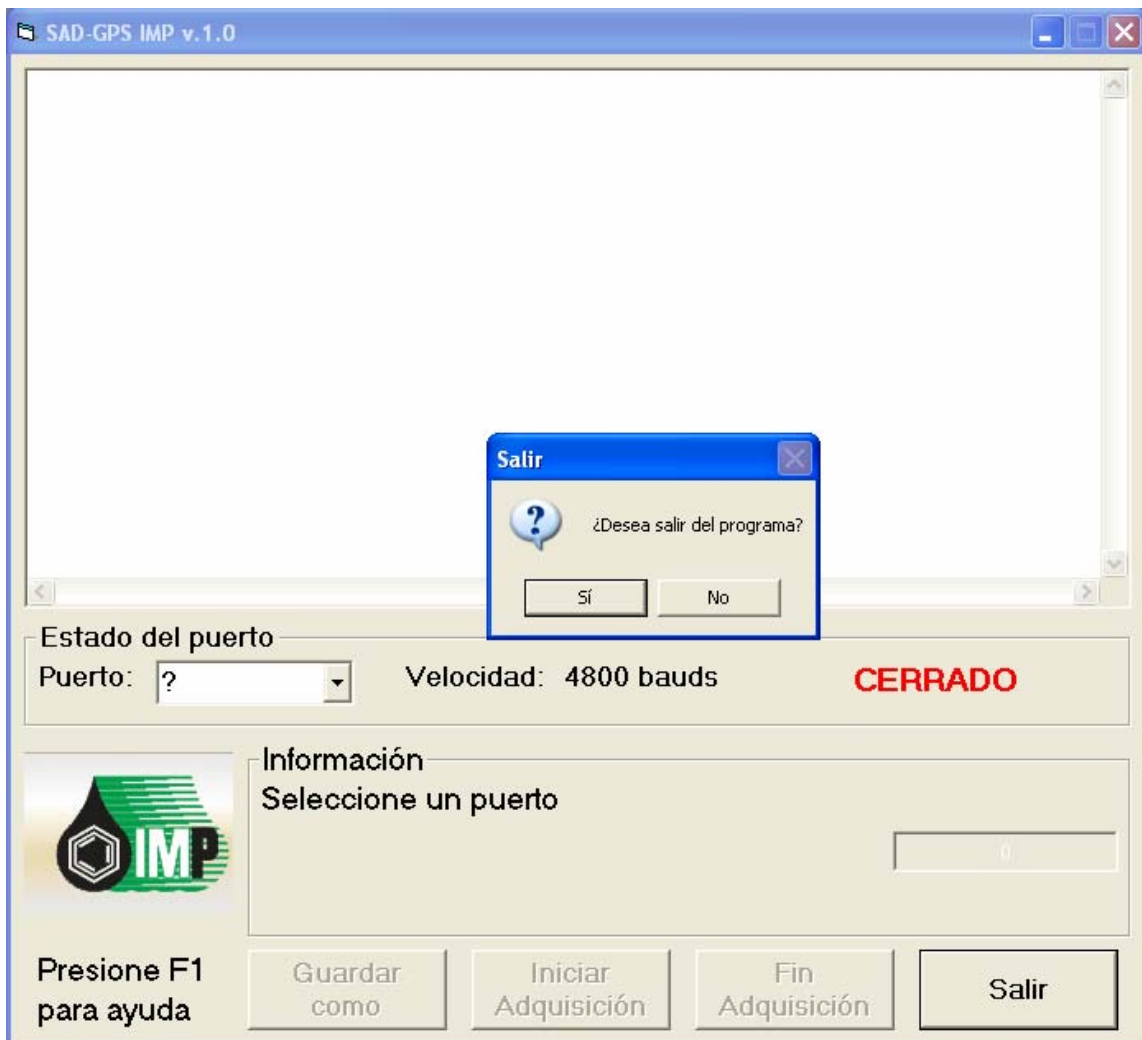 SAD-GPS IMP v.1.0
Salir
¿Desea salir del programa?
Sí No
Estado del puerto
Puerto: ? Velocidad: 4800 bauds CERRADO
Información
Seleccione un puerto
0
IMP
Presione F1
para ayuda
Guardar
como
Iniciar
Adquisición
Fin
Adquisición
Salir